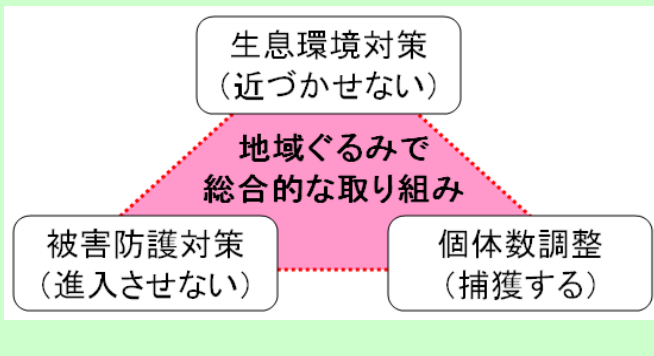 生息環境対策
（近づかせない）
地域ぐるみで
総合的な取り組み
被害防護対策
（進入させない）
個体数調整
（捕獲する）